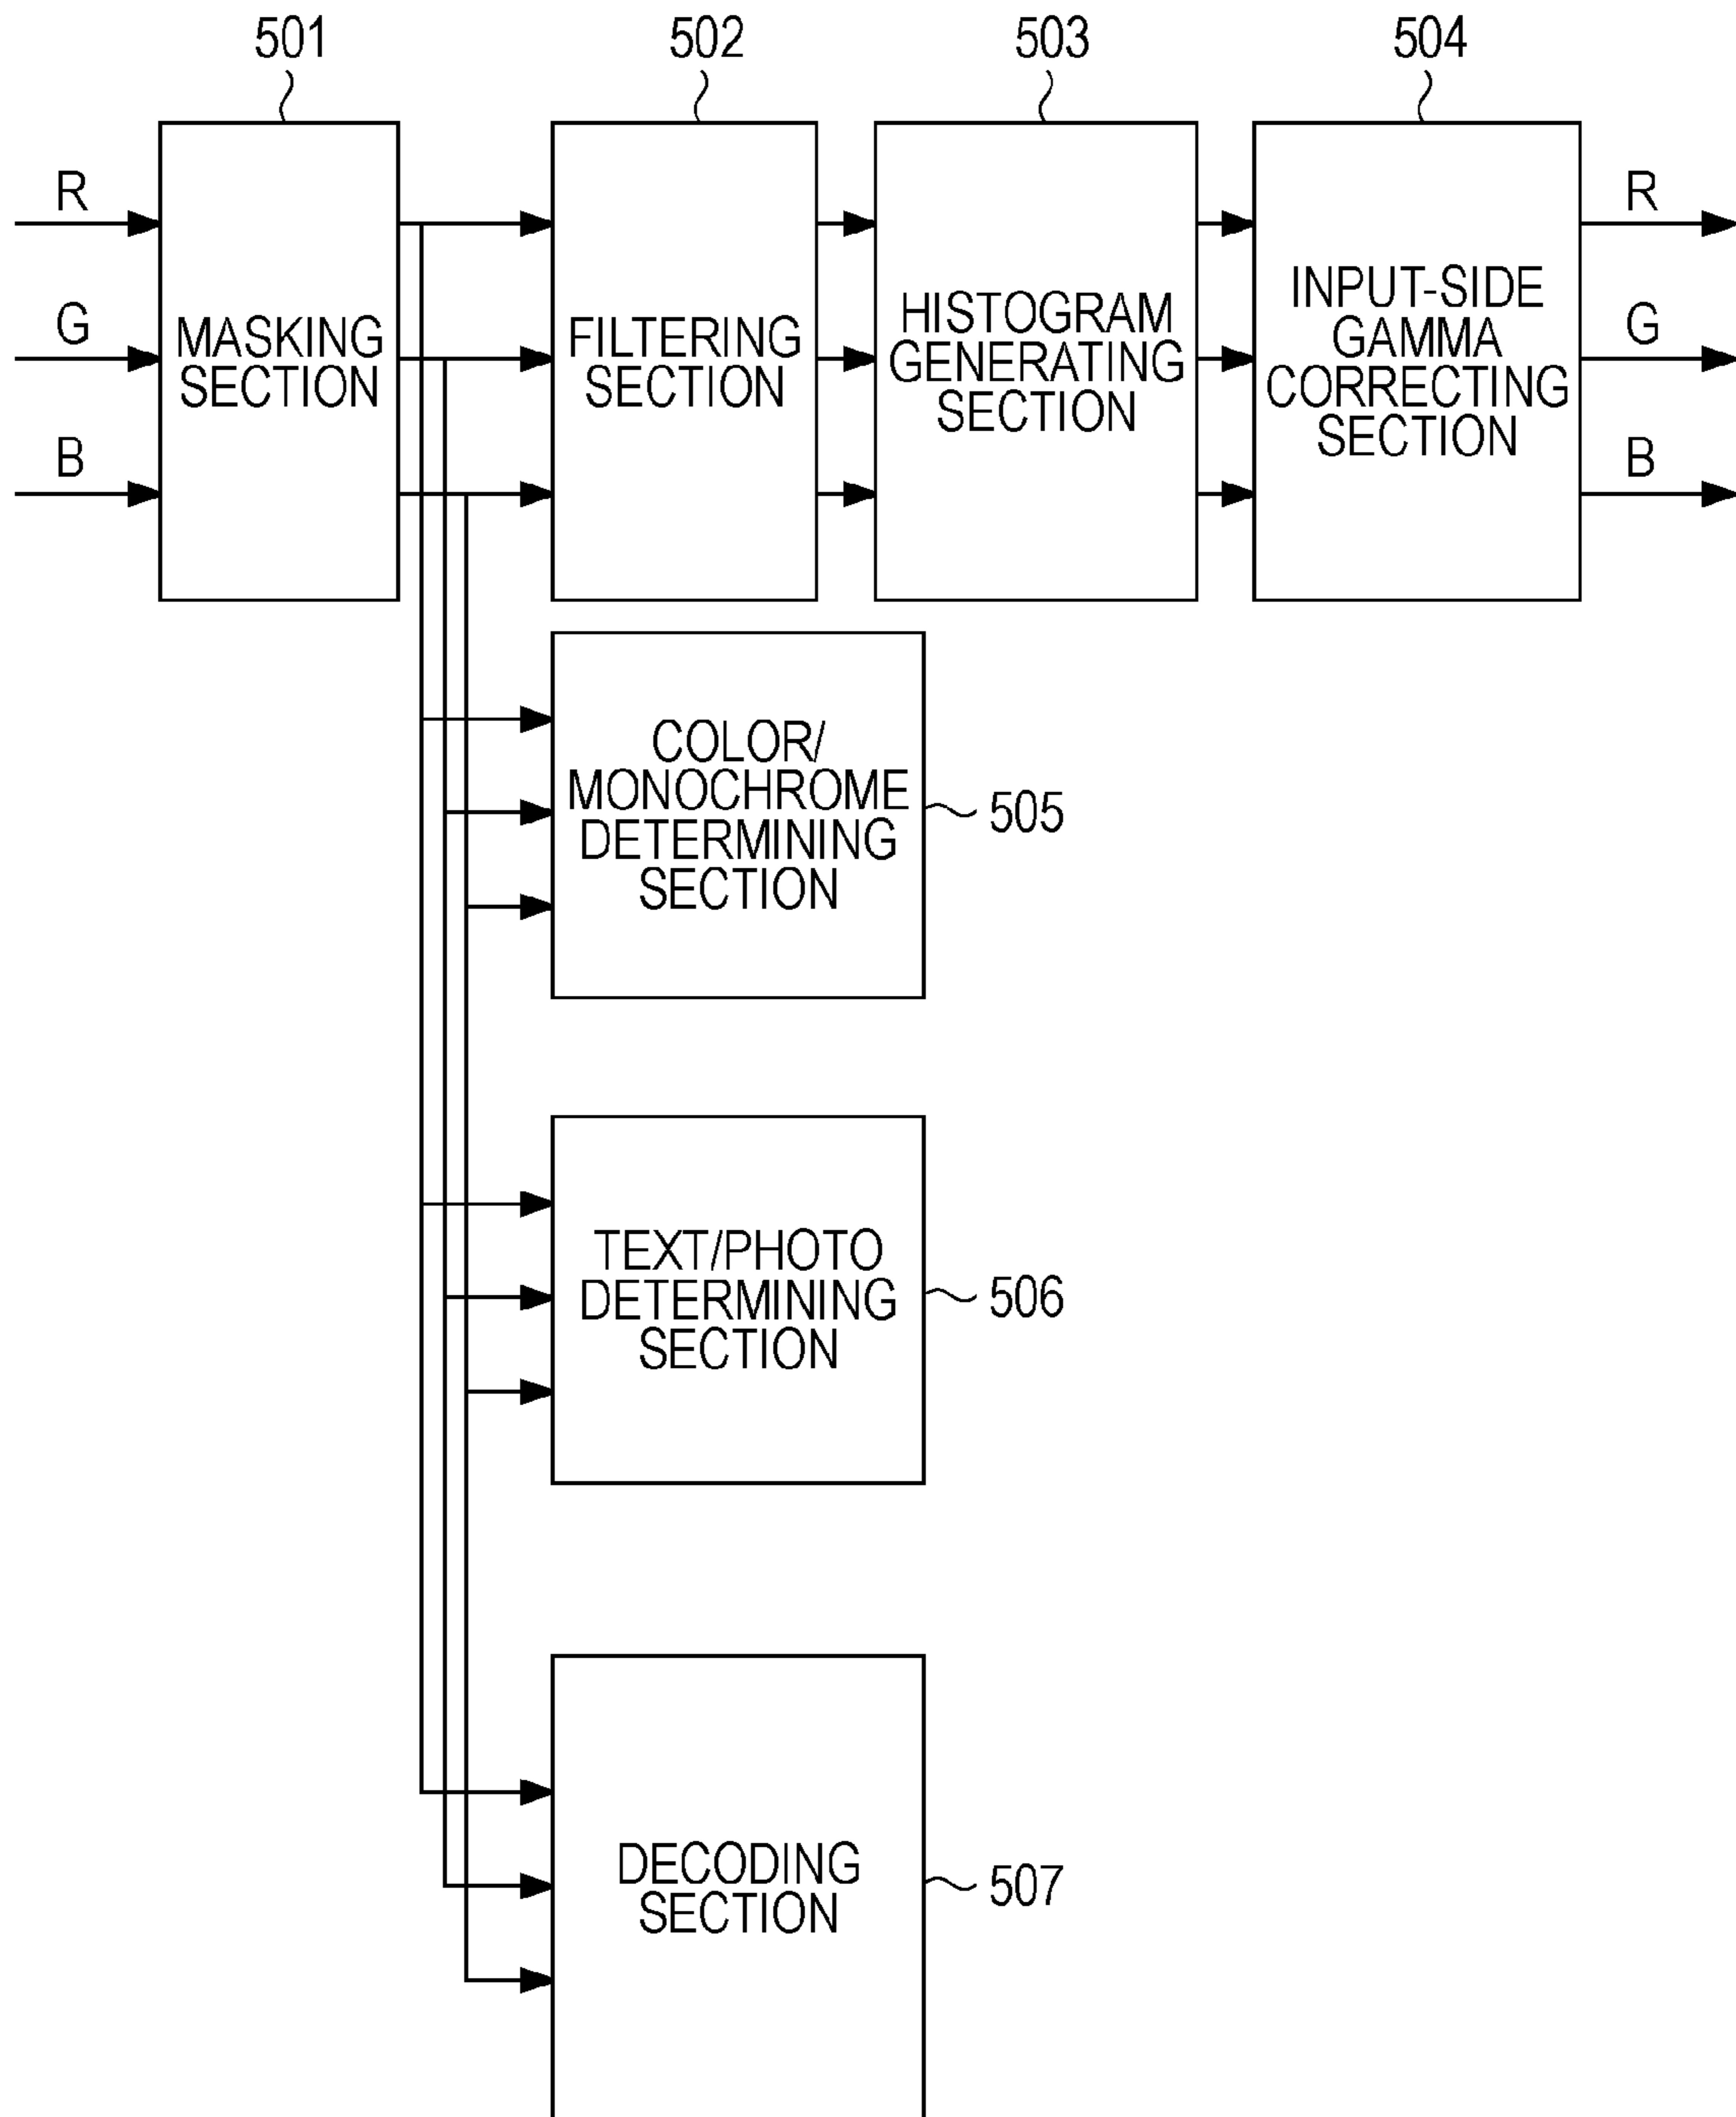 501
502
503
504
R
G
B
MASKING
SECTION
FILTERING
SECTION
HISTOGRAM
GENERATING
SECTION
INPUT-SIDE
GAMMA
CORRECTING
SECTION
R
G
B
COLOR/
MONOCHROME
DETERMINING
SECTION
505
TEXT/PHOTO
DETERMINING
SECTION
506
DECODING
SECTION
507